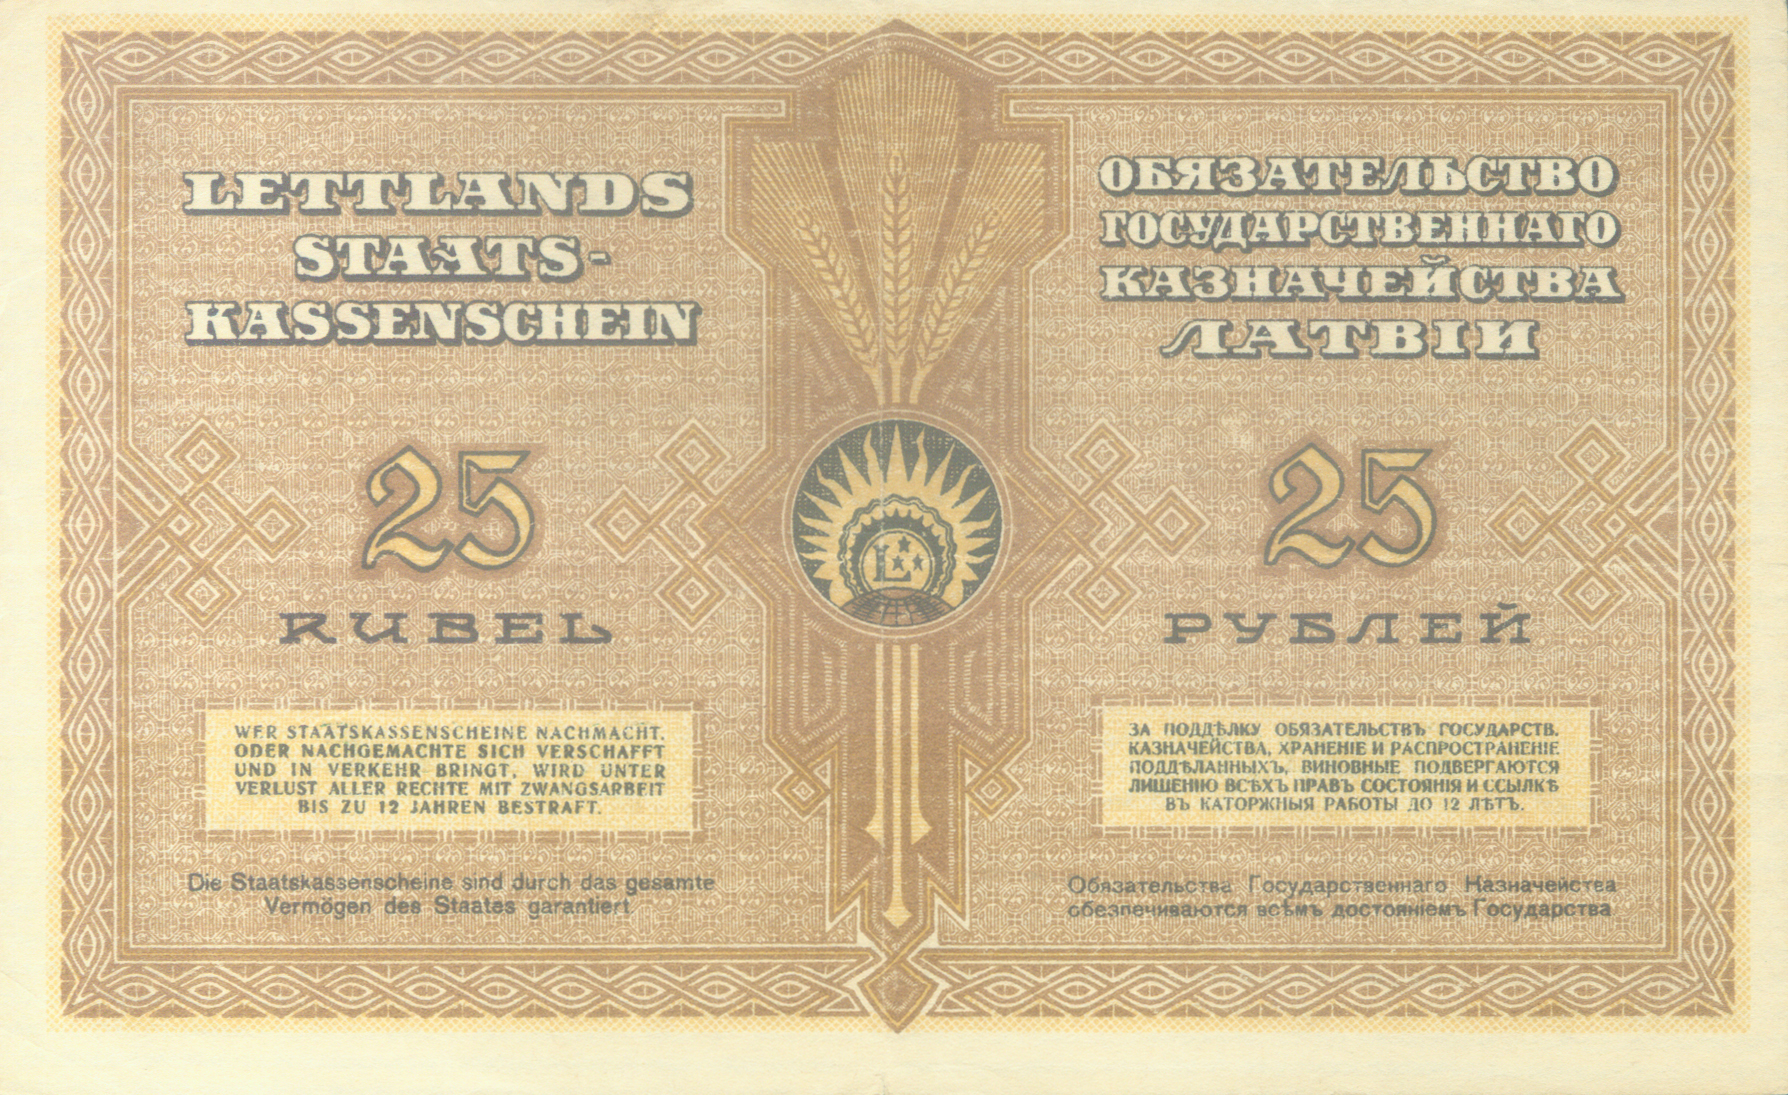 LETTLANDS
STAATS-
KASSENSCHEIN
25
RUBEL
WER STAATSKASSENSCHEINE NACHMACHT.
ODER NACHGEMACHTE SICH VERSCHAFFT
UND IN VERKEHR BRINGT, WIRD UNTER
VERLUST ALLER RECHTE MIT ZWANGSARBEIT
BIS ZU 12 JAHREN BESTRAFT.
Die Staatskassenscheine sind durch das gesamte
Vermögen des Staates garantiert
L
ОБЯЗАТЕЛЬСТВО
ГОСУДАРСТВЕННАГО
КАЗНАЧЕЙСТВА
ЛАТВІИ
25
РУБЛЕЙ
ЗА ПОДДѢЛКУ ОБЯЗАТЕЛЬСТВЪ ГОСУДАРСТВ.
КАЗНАЧЕЙСТВА, ХРАНЕНІЕ И РАСПРОСТРАНЕНІЕ
ПОДДѢЛАННЫХЪ, ВИНОВНЫЕ ПОДВЕРГАЮТСЯ
ЛИШЕНІЮ ВСѢХЪ ПРАВЪ СОСТОЯНІЯ И ССЫЛКѢ
ВЪ КАТОРЖНЫЯ РАБОТЫ ДО 12 ЛѢТЪ.
Обязательства Государственнаго Казначейства
обезпечиваются всѣмъ достояніемъ Государства